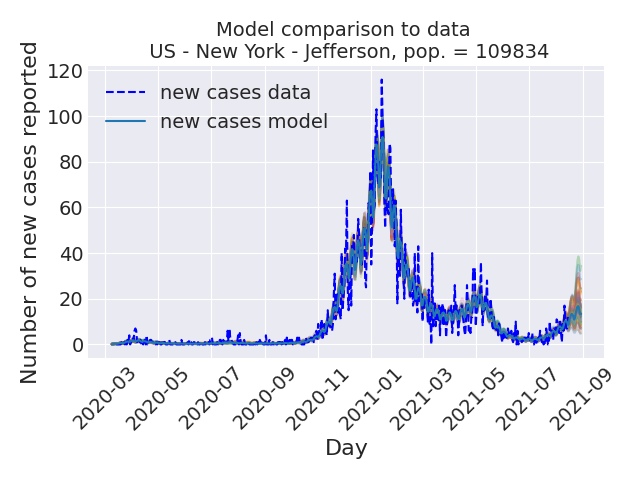 Model comparison to data
US - New York - Jefferson, pop. = 109834
Number of new cases reported
120
100
80
60
40
20
0
new cases data
new cases model
2020-03
2020-05
2020-07
2020-09
2020-11
2021-01
2021-03
2021-05
2021-07
2021-09
Day